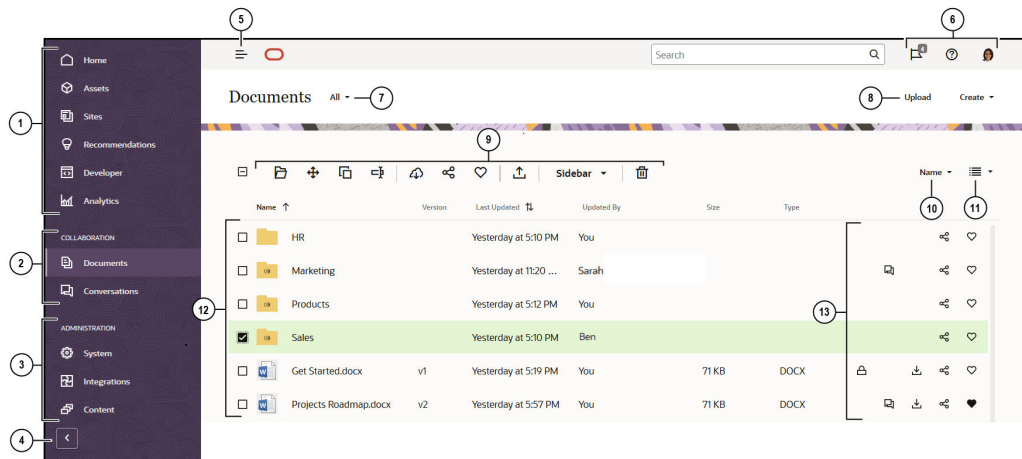 5
6
Home
Search
4
Assets
Documents All
7
8
Upload
Create
Sites
1
Recommendations
9
Developer
Sidebar
Name
Analytics
10
11
Name
Version
Last Updated
Updated By
Size
Type
COLLABORATION
HR
Yesterday at 5:10 PM
You
2
Documents
Marketing
Yesterday at 11:20 ...
Sarah
Conversations
12
Products
Yesterday at 5:12 PM
You
13
ADMINISTRATION
Sales
Yesterday at 5:10 PM
Ben
System
3
Get Started.docx
v1
Yesterday at 5:19 PM
You
71 KB
DOCX
Integrations
Content
Projects Roadmap.docx
v2
Yesterday at 5:57 PM
You
71 KB
DOCX
4